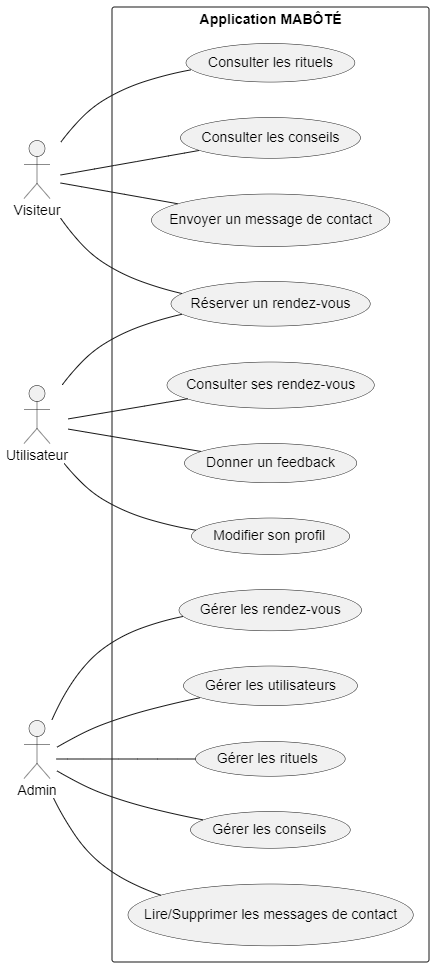 Application MABÔTÉ
Consulter les rituels
Consulter les conseils
Visiteur
Envoyer un message de contact
Réserver un rendez-vous
Consulter ses rendez-vous
Utilisateur
Donner un feedback
Modifier son profil
Gérer les rendez-vous
Gérer les utilisateurs
Gérer les rituels
Admin
Gérer les conseils
Lire/Supprimer les messages de contact